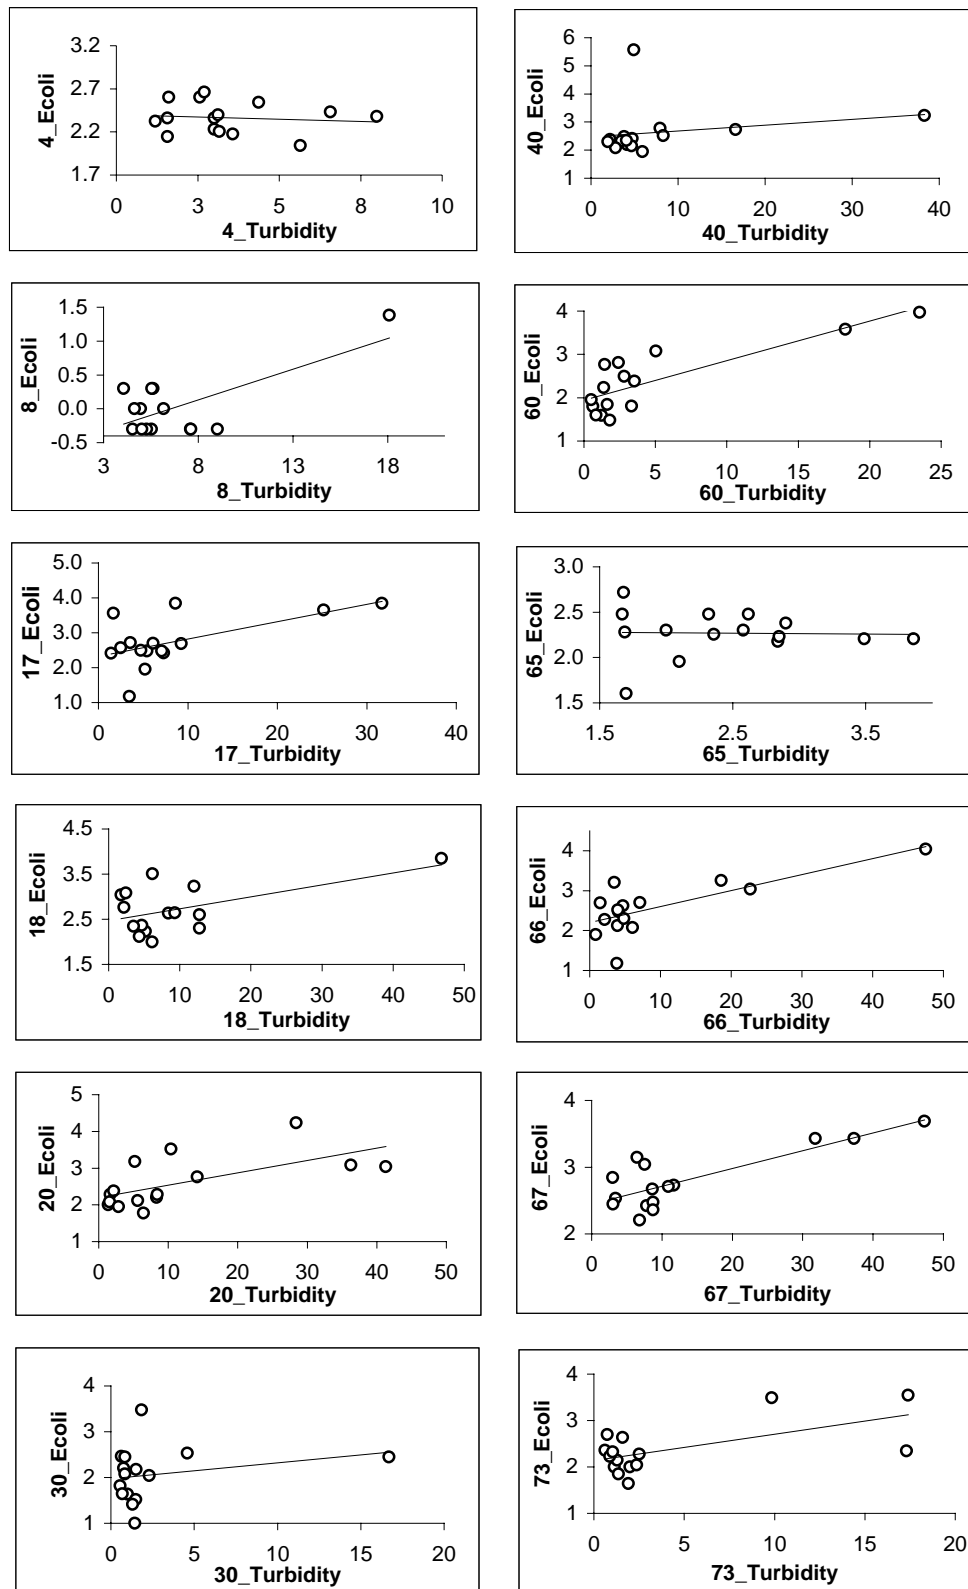 3.2
2.7
2.2
1.7
4_Ecoli
0 3 5 8 10
4_Turbidity
6
5
4
3
2
1
40_Ecoli
0 10 20 30 40
40_Turbidity
1.5
1.0
0.5
0.0
-0.5
8_Ecoli
3 8 13 18
8_Turbidity
4
3
2
1
60_Ecoli
0 5 10 15 20 25
60_Turbidity
5.0
4.0
3.0
2.0
1.0
17_Ecoli
0 10 20 30 40
17_Turbidity
3.0
2.5
2.0
1.5
65_Ecoli
1.5 2.5 3.5
65_Turbidity
4.5
3.5
2.5
1.5
18_Ecoli
0 10 20 30 40 50
18_Turbidity
4
3
2
1
66_Ecoli
0 10 20 30 40 50
66_Turbidity
5
4
3
2
1
20_Ecoli
0 10 20 30 40 50
20_Turbidity
4
3
2
67_Ecoli
0 10 20 30 40 50
67_Turbidity
4
3
2
1
30_Ecoli
0 5 10 15 20
30_Turbidity
4
3
2
1
73_Ecoli
0 5 10 15 20
73_Turbidity